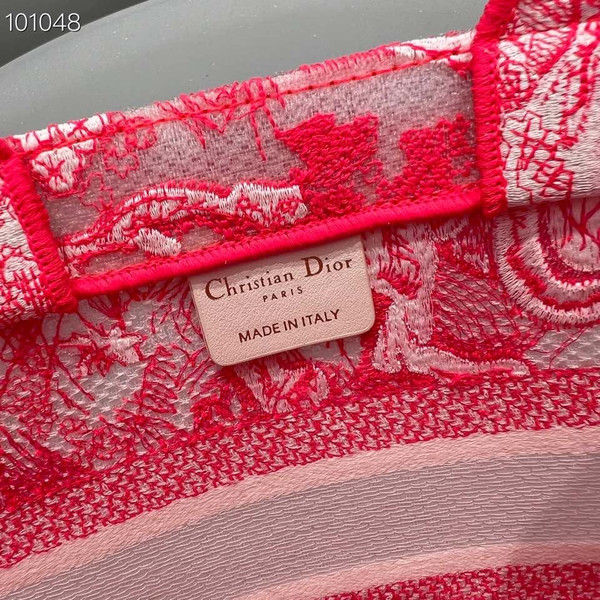 101048
Christian Dior
PARIS
MADE IN ITALY